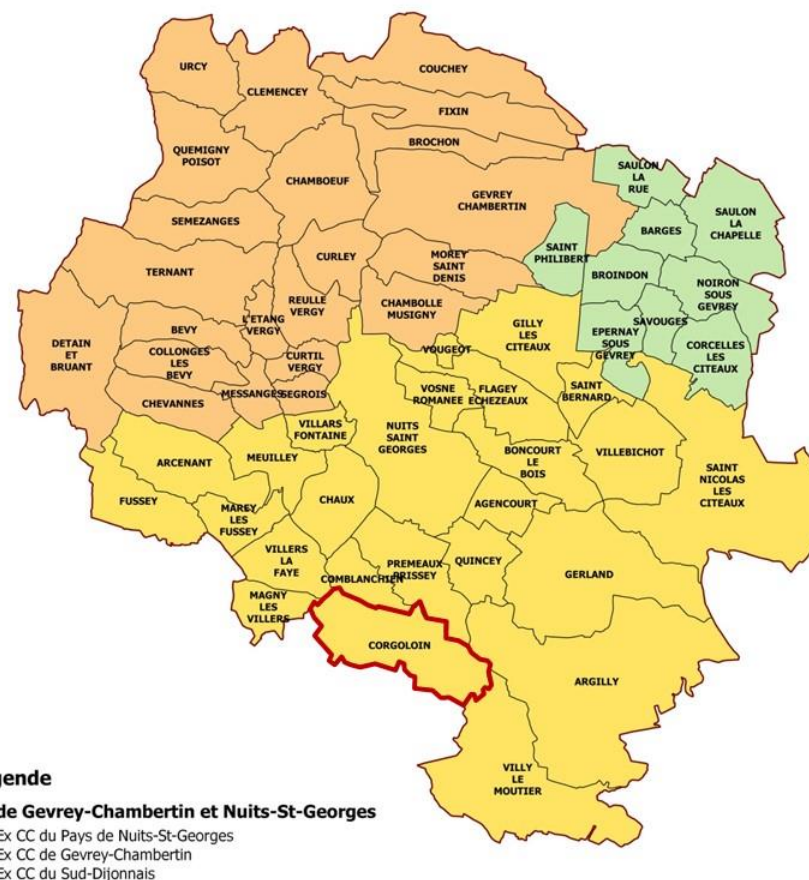 URCY
CLEMENCEY
COUCHEY
FIXIN
BROCHON
QUEMIGNY
POISOT
CHAMBOEUF
GEVREY
CHAMBERTIN
SAULON
LA
RUE
SAULON
LA
CHAPELLE
SEMEZANGES
BARGES
CURLEY
MOREY
SAINT
DENIS
SAINT
PHILIBERT
TERNANT
BROINDON
NOIRON
SOUS
GEVREY
REULLE
VERGY
CHAMBOLLE
MUSIGNY
L'ETANG
VERGY
BEVY
GILLY
LES
CITEAUX
SAVOUGES
EPERNAY
SOUS
GEVREY
DETAIN
ET
BRUANT
COLLONGES
LES
BEVY
CURTIL
VERGY
VOUGEOT
CORCELLES
LES
CITEAUX
CHEVANNES
MESSANGES
SEGROIS
VOSNE
ROMANEE
FLAGEY
ECHEZEAUX
SAINT
BERNARD
VILLARS
FONTAINE
NUITS
SAINT
GEORGES
ARCENANT
MEUILLEY
BONCOURT
LE
BOIS
VILLEBICHOT
SAINT
NICOLAS
LES
CITEAUX
FUSSEY
CHAUX
AGENCOURT
MAREY
LES
FUSSEY
VILLERS
LA
FAYE
COMBLANCHIEN
PREMEAUX
PRISSEY
QUINCEY
GERLAND
MAGNY
LES
VILLERS
CORGOLOIN
ARGILLY
VILLY
LE
MOUTIER
gende
de Gevrey-Chambertin et Nuits-St-Georges
Ex CC du Pays de Nuits-St-Georges
Ex CC de Gevrey-Chambertin
Ex CC du Sud-Dijonnais